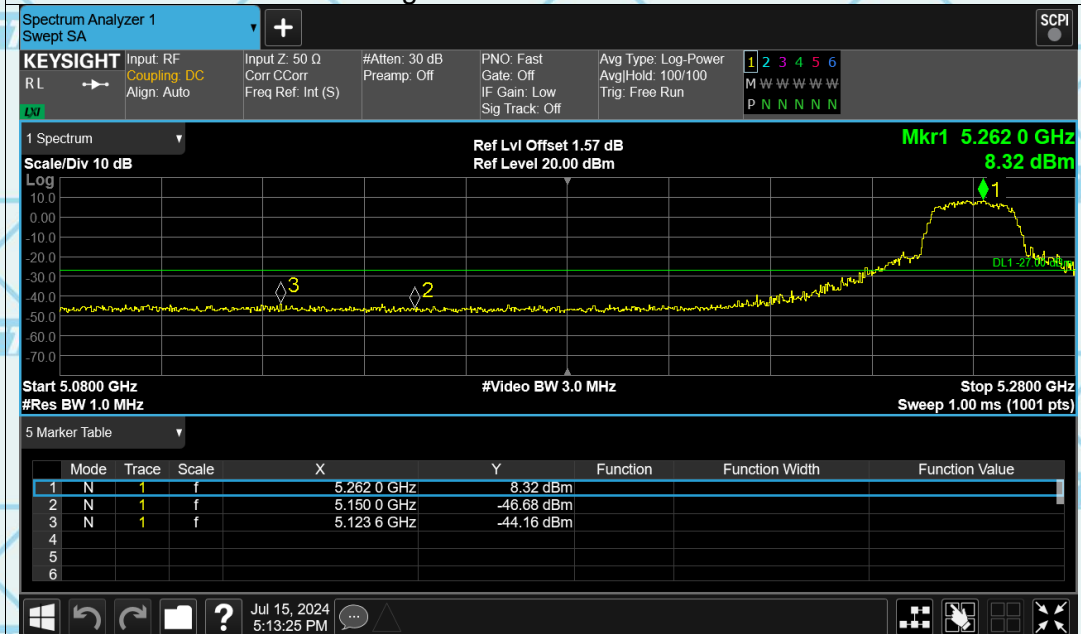 Spectrum Analyzer 1
Swept SA
+
SCPI
KEYSIGHT Input: RF Input Z: 50 Ω #Atten: 30 dB PNO: Fast Avg Type: Log-Power 1 2 3 4 5 6
RL Coupling: DC Corr CCorr Preamp: Off Gate: Off Avg|Hold: 100/100 M W W W W W
Align: Auto Freq Ref: Int (S) IF Gain: Low Trig: Free Run P N N N N N
LXI Sig Track: Off
1 Spectrum
Ref Lvl Offset 1.57 dB Mkr1 5.262 0 GHz
Scale/Div 10 dB Ref Level 20.00 dBm 8.32 dBm
Log
10.0 1
0.00
-10.0
-20.0
DL1 -27.00 dBm
-30.0 3
-40.0 2
-50.0
-60.0
-70.0
Start 5.0800 GHz #Video BW 3.0 MHz Stop 5.2800 GHz
#Res BW 1.0 MHz Sweep 1.00 ms (1001 pts)
5 Marker Table
Mode Trace Scale X Y Function Function Width Function Value
1 N 1 f 5.262 0 GHz 8.32 dBm
2 N 1 f 5.150 0 GHz -46.68 dBm
3 N 1 f 5.123 6 GHz -44.16 dBm
4
5
6
? Jul 15, 2024
5:13:25 PM